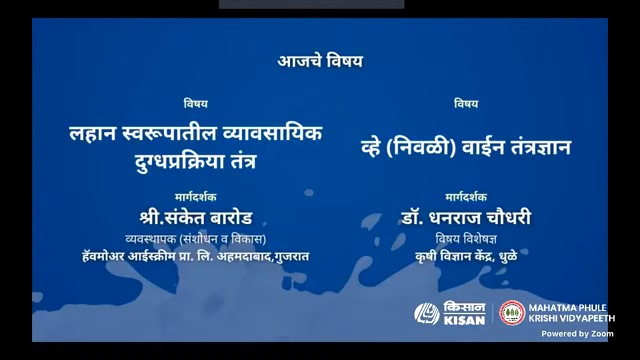 आजचे विषय
विषय
लहान स्वरूपातील व्यावसायिक
दुग्धप्रक्रिया तंत्र
मार्गदर्शक
श्री.संकेत बारोड
व्यवस्थापक (संशोधन व विकास)
हॅवमोअर आईस्क्रीम प्रा. लि. अहमदाबाद,गुजरात
विषय
व्हे (निवळी) वाईन तंत्रज्ञान
मार्गदर्शक
डॉ. धनराज चौधरी
विषय विशेषज्ञ
कृषी विज्ञान केंद्र, धुळे
किसान
KISAN
MAHATMA PHULE
KRISHI VIDYAPEETH
Powered by Zoom